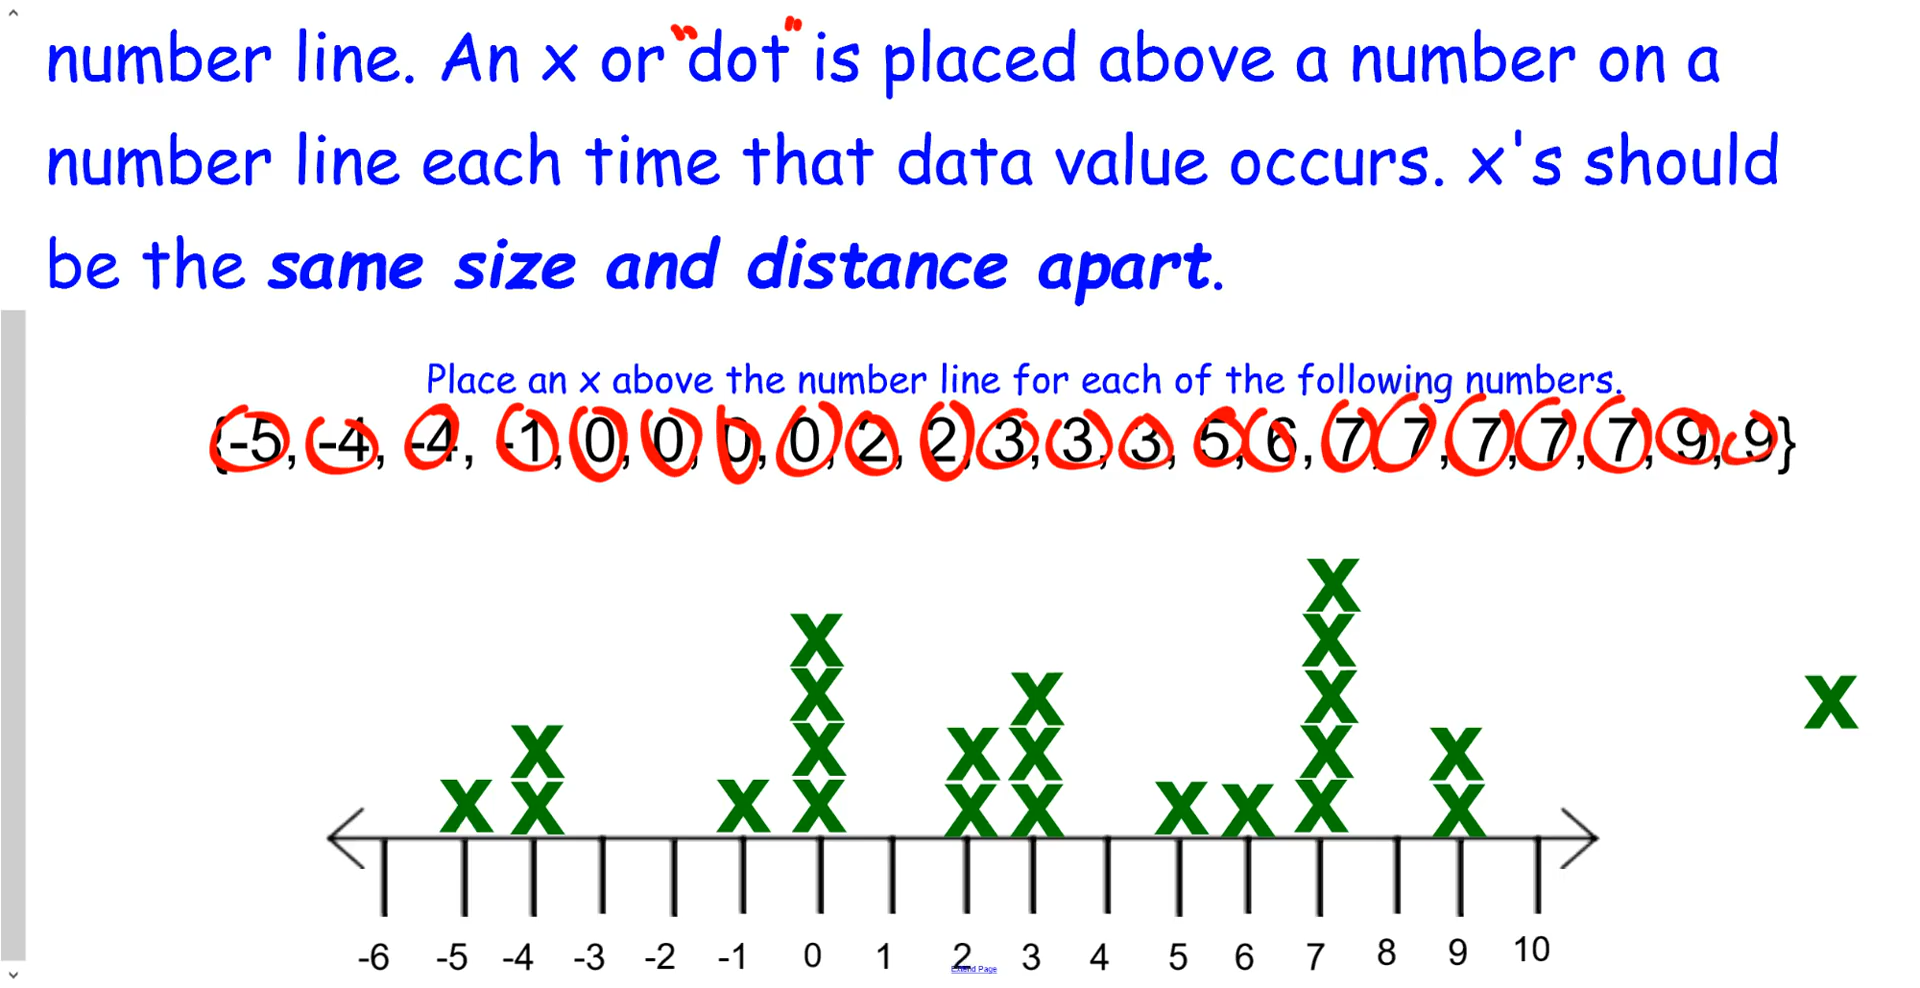 number line. An x or "dot" is placed above a number on a
number line each time that data value occurs. x's should
be the same size and distance apart.
Place an x above the number line for each of the following numbers.
{-5, -4, -4, -1, 0, 0, 0, 0, 2, 2, 3, 3, 3, 5, 6, 7, 7, 7, 7, 7, 9, 9}
X
X X
X X X
X X X X X X
X X X X X X X X X
-6 -5 -4 -3 -2 -1 0 1 2 3 4 5 6 7 8 9 10
Extend Page